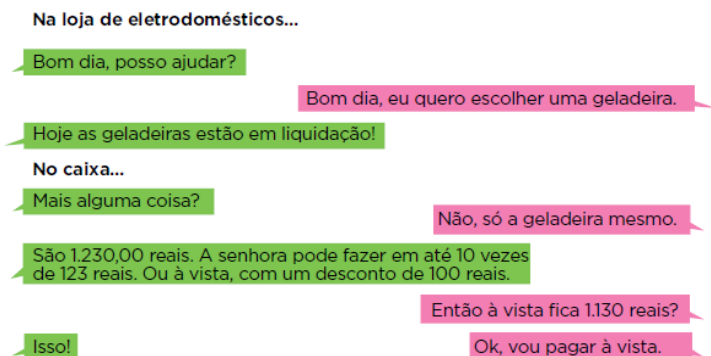 Na loja de eletrodomésticos...
Bom dia, posso ajudar?
Bom dia, eu quero escolher uma geladeira.
Hoje as geladeiras estão em liquidação!
No caixa...
Mais alguma coisa?
Não, só a geladeira mesmo.
São 1.230,00 reais. A senhora pode fazer em até 10 vezes
de 123 reais. Ou à vista, com um desconto de 100 reais.
Então à vista fica 1.130 reais?
Isso!
Ok, vou pagar à vista.